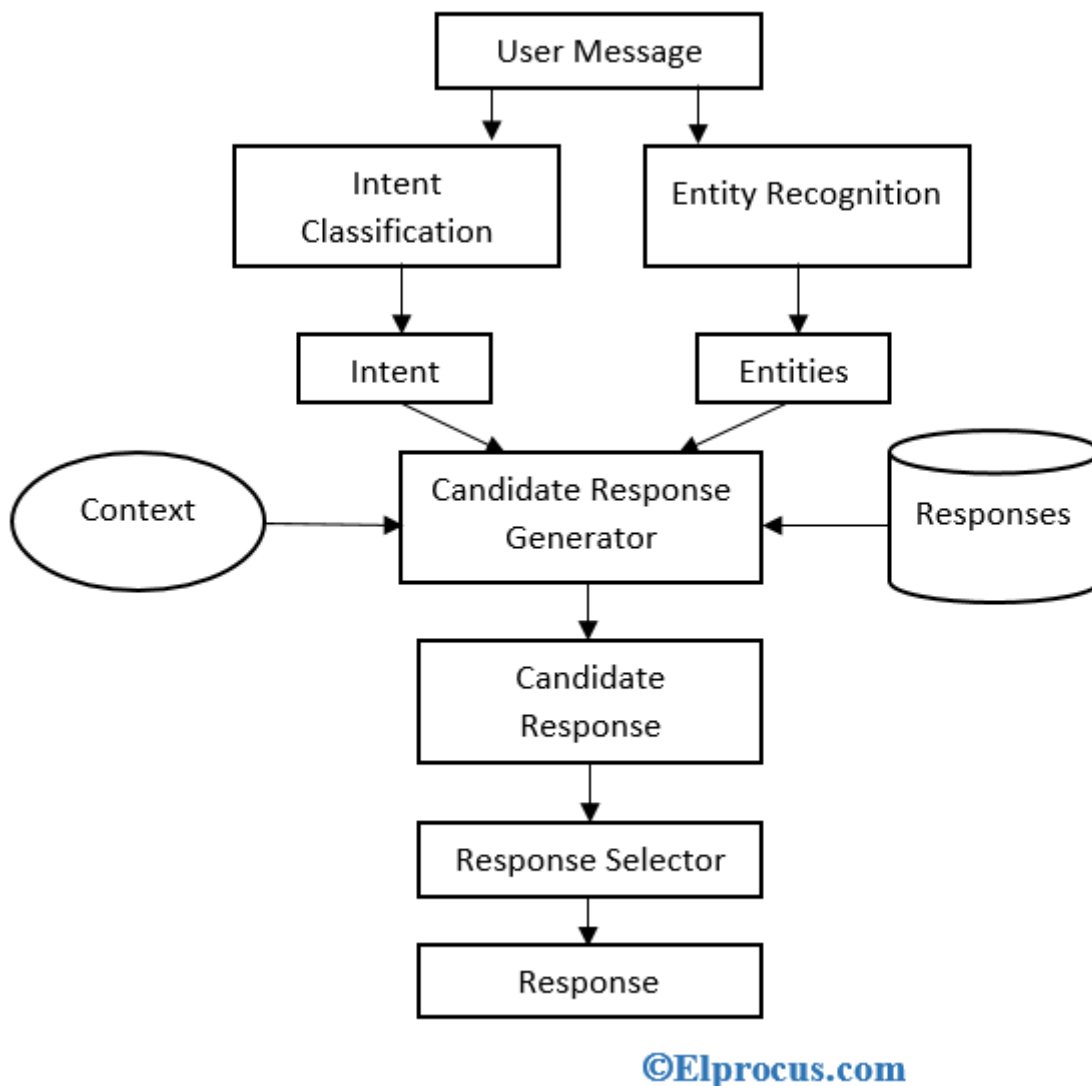 User Message
Intent
Classification
Entity Recognition
Intent
Entities
Context
Candidate Response
Generator
Responses
Candidate
Response
Response Selector
Response
©Elprocus.com